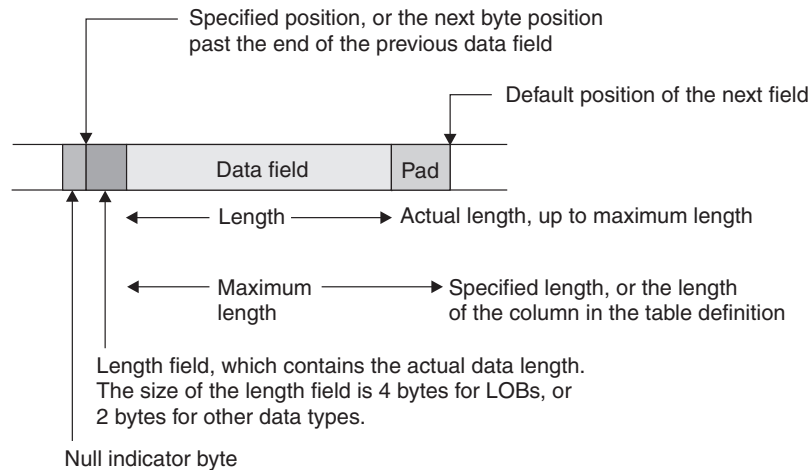 Specified position, or the next byte position
past the end of the previous data field
Default position of the next field
Data field
Pad
Length
Actual length, up to maximum length
Maximum
length
Specified length, or the length
of the column in the table definition
Length field, which contains the actual data length.
The size of the length field is 4 bytes for LOBs, or
2 bytes for other data types.
Null indicator byte